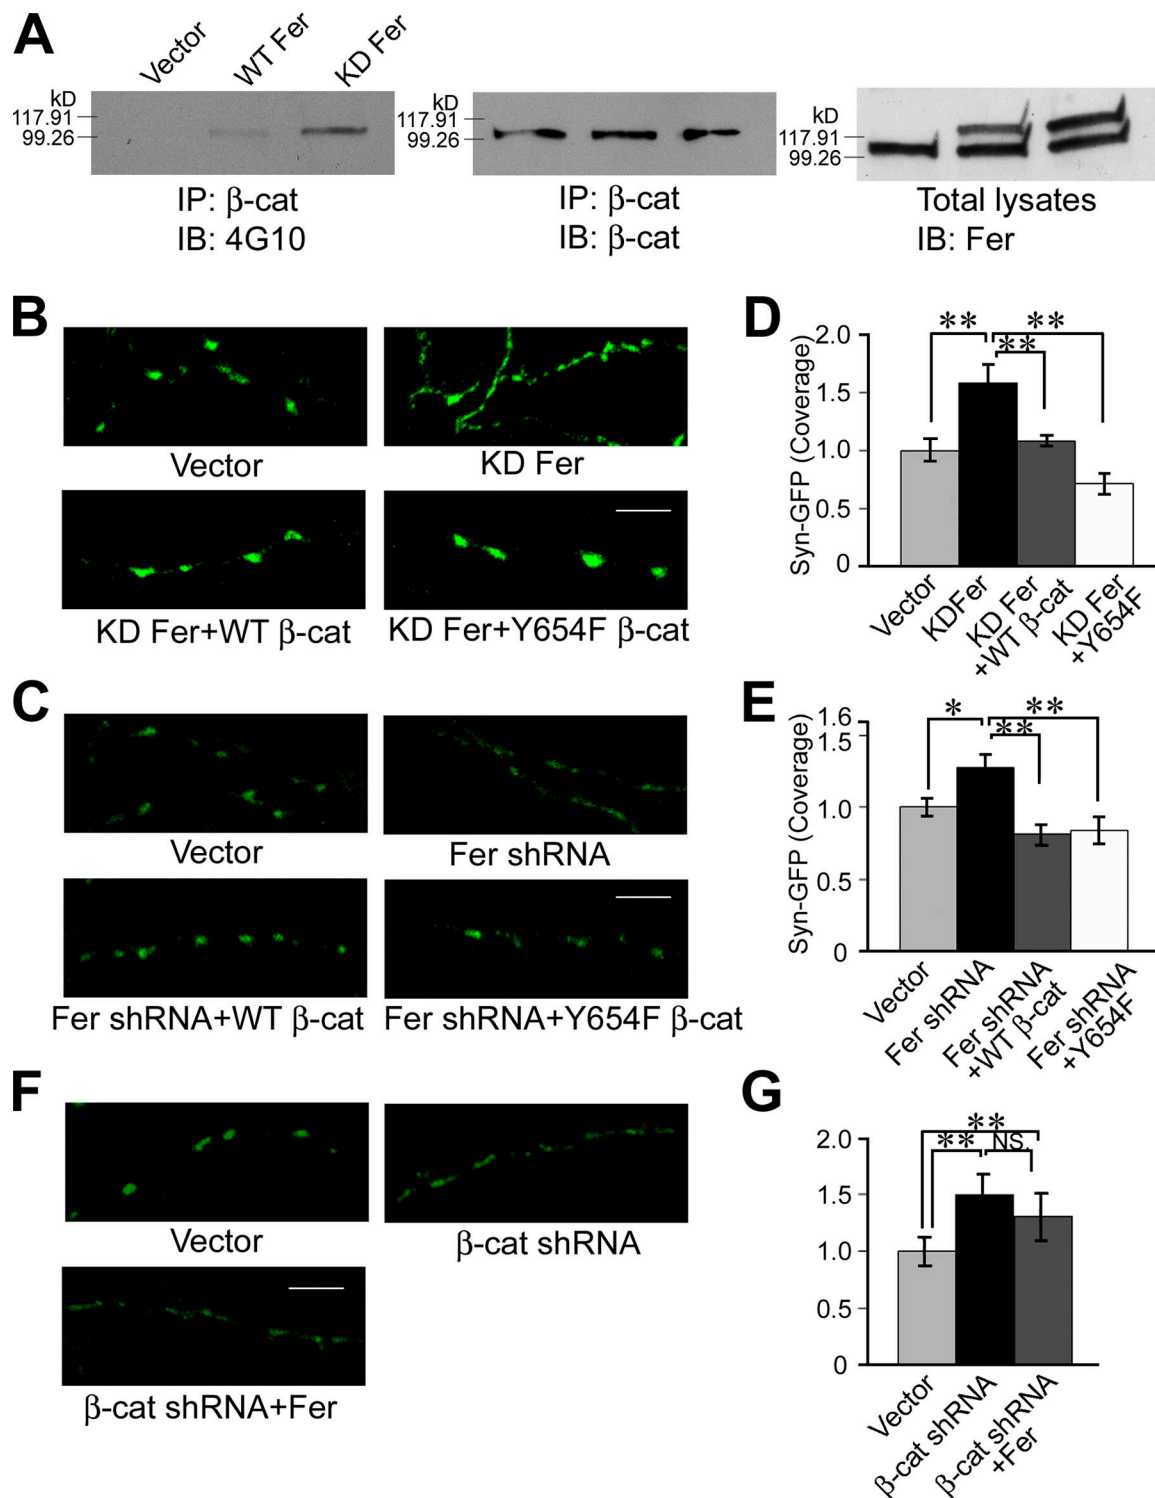 A
Vector
WT Fer
KD Fer
kD
117.91
99.26
IP: β-cat
IB: 4G10
kD
117.91
99.26
IP: β-cat
IB: β-cat
kD
117.91
99.26
Total lysates
IB: Fer
B
Vector
KD Fer
KD Fer+WT β-cat
KD Fer+Y654F β-cat
D
Syn-GFP (Coverage)
2.0
1.5
1.0
0.5
0
** **
**
Vector
KDFer
KD Fer
+WT β-cat
KD Fer
+Y654F
C
Vector
Fer shRNA
Fer shRNA+WT β-cat
Fer shRNA+Y654F β-cat
E
Syn-GFP (Coverage)
1.6
1.5
1.0
0.5
0
* **
**
Vector
Fer shRNA
Fer shRNA
+WT β-cat
Fer shRNA
+Y654F
F
Vector
β-cat shRNA
β-cat shRNA+Fer
G
2.0
1.5
1.0
0.5
0
**
** NS.
Vector
β-cat shRNA
β-cat shRNA
+Fer